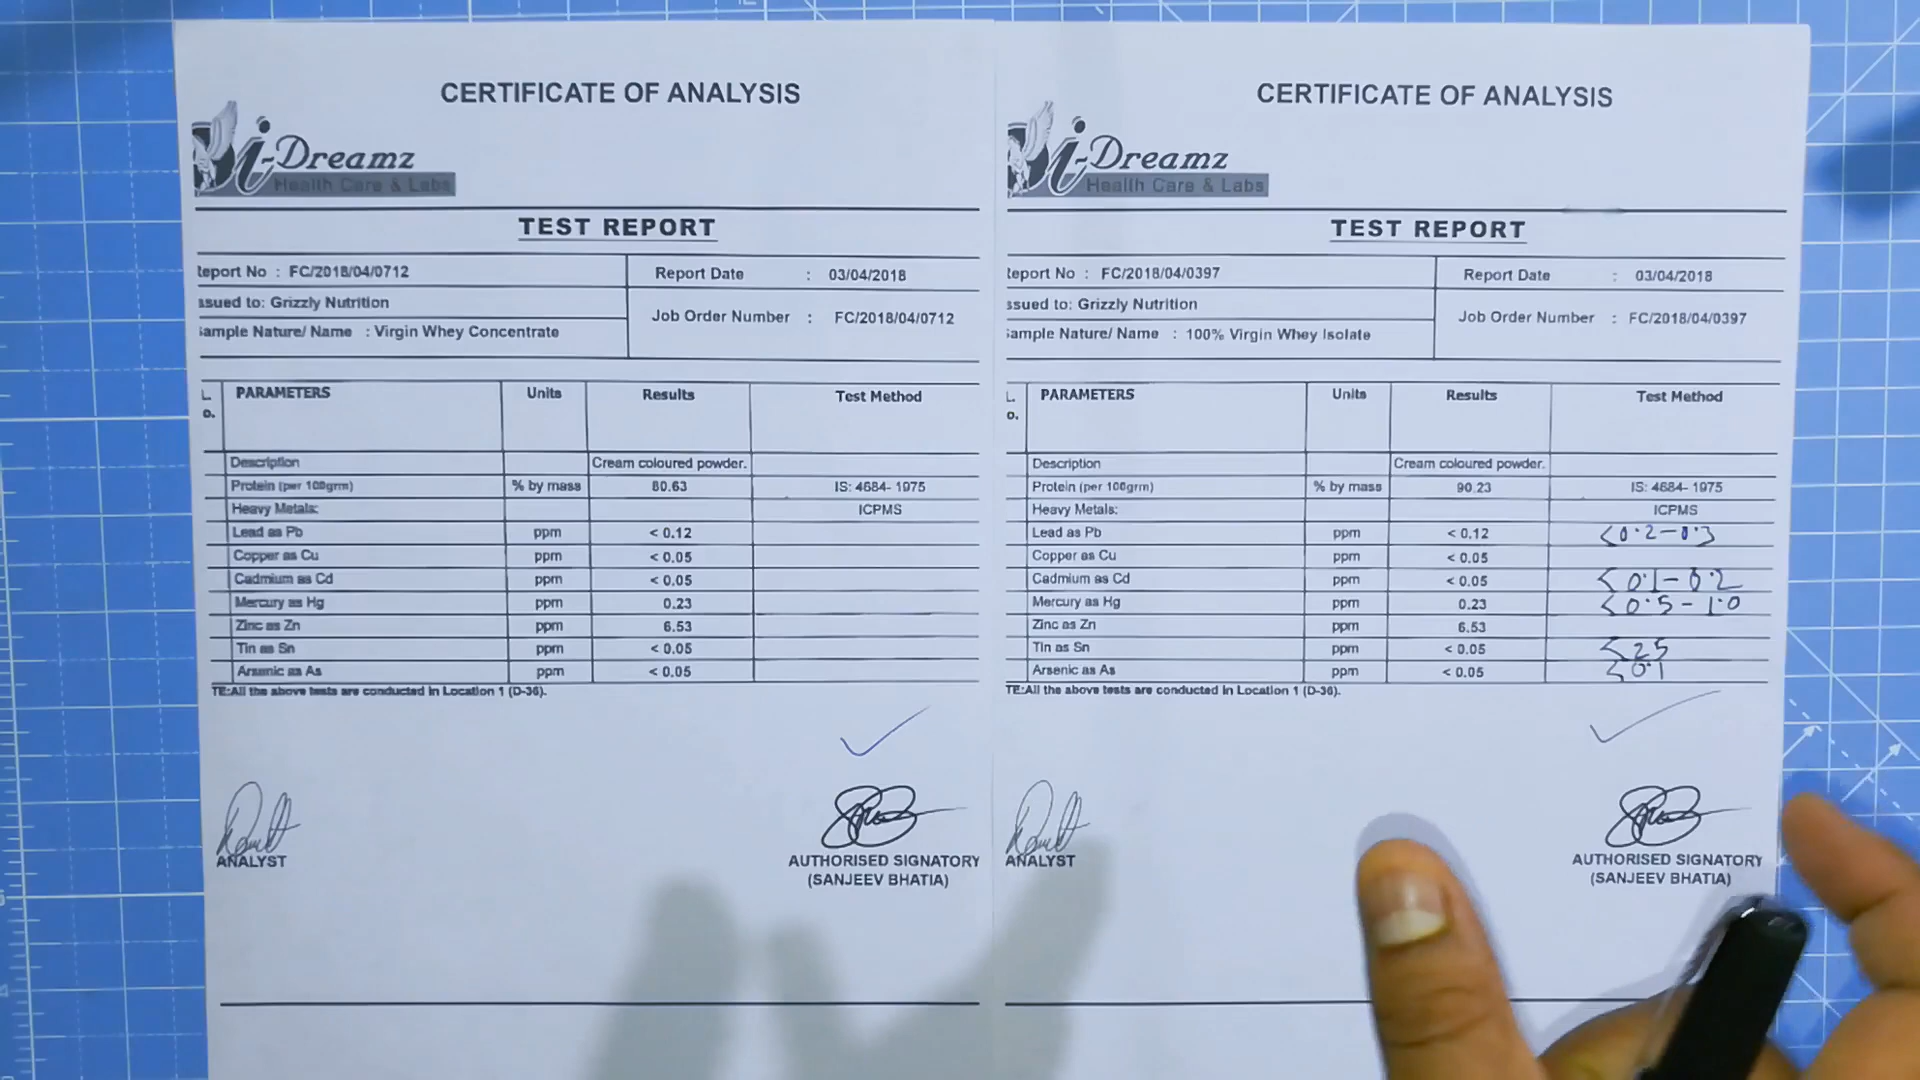 CERTIFICATE OF ANALYSIS
i-Dreamz
Health Care & Labs
TEST REPORT
Report No : FC/2018/04/0712
Report Date : 03/04/2018
ssued to: Grizzly Nutrition
Job Order Number : FC/2018/04/0712
ample Nature/ Name : Virgin Whey Concentrate
L. o. PARAMETERS Units Results Test Method
Description Cream coloured powder.
Protein (per 100grm) % by mass 80.63 IS: 4684- 1975
Heavy Metals: ICPMS
Lead as Pb ppm < 0.12
Copper as Cu ppm < 0.05
Cadmium as Cd ppm < 0.05
Mercury as Hg ppm 0.23
Zinc as Zn ppm 6.53
Tin as Sn ppm < 0.05
Arsenic as As ppm < 0.05
TE:All the above tests are conducted in Location 1 (D-36).
ANALYST
AUTHORISED SIGNATORY
(SANJEEV BHATIA)
CERTIFICATE OF ANALYSIS
i-Dreamz
Health Care & Labs
TEST REPORT
eport No : FC/2018/04/0397
Report Date : 03/04/2018
ssued to: Grizzly Nutrition
Job Order Number : FC/2018/04/0397
ample Nature/ Name : 100% Virgin Whey Isolate
L. o. PARAMETERS Units Results Test Method
Description Cream coloured powder.
Protein (per 100grm) % by mass 90.23 IS: 4684- 1975
Heavy Metals: ICPMS
Lead as Pb ppm < 0.12 <0.2-0.3
Copper as Cu ppm < 0.05
Cadmium as Cd ppm < 0.05 <0.1-0.2
Mercury as Hg ppm 0.23 <0.5-1.0
Zinc as Zn ppm 6.53
Tin as Sn ppm < 0.05 <25
Arsenic as As ppm < 0.05 <0.1
TE:All the above tests are conducted in Location 1 (D-36).
ANALYST
AUTHORISED SIGNATORY
(SANJEEV BHATIA)